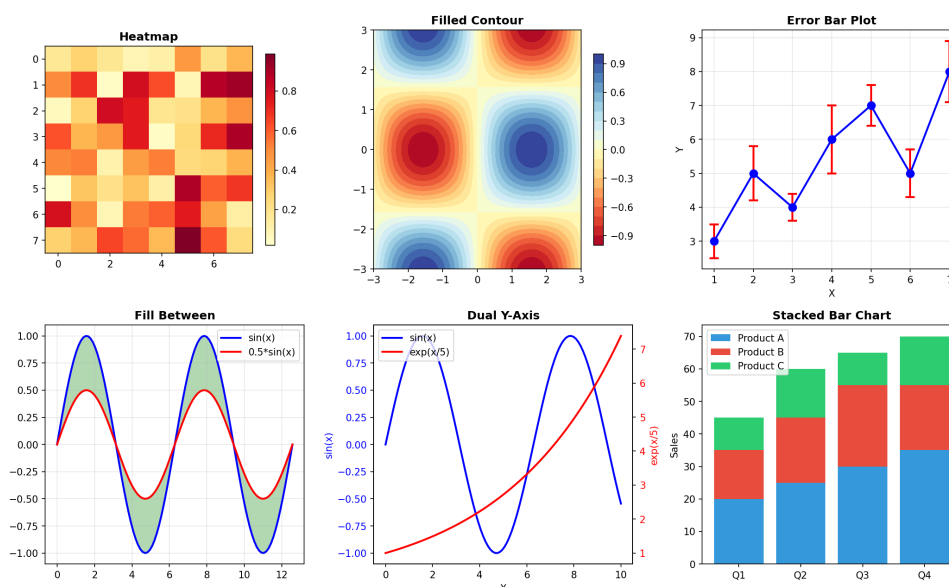 Heatmap
0
1
2
3
4
5
6
7
0 2 4 6
0.8
0.6
0.4
0.2
Filled Contour
3
2
1
0
−1
−2
−3
−3 −2 −1 0 1 2 3
0.9
0.6
0.3
0.0
−0.3
−0.6
−0.9
Error Bar Plot
9
8
7
6
5
4
3
Y
1 2 3 4 5 6
X
Fill Between
sin(x)
0.5*sin(x)
1.00
0.75
0.50
0.25
0.00
−0.25
−0.50
−0.75
−1.00
0 2 4 6 8 10 12
Dual Y-Axis
sin(x)
exp(x/5)
1.00
0.75
0.50
0.25
0.00
−0.25
−0.50
−0.75
−1.00
sin(x)
0 2 4 6 8 10
7
6
5
4
3
2
1
exp(x/5)
Stacked Bar Chart
Product A
Product B
Product C
70
60
50
40
30
20
10
0
Sales
Q1 Q2 Q3 Q4